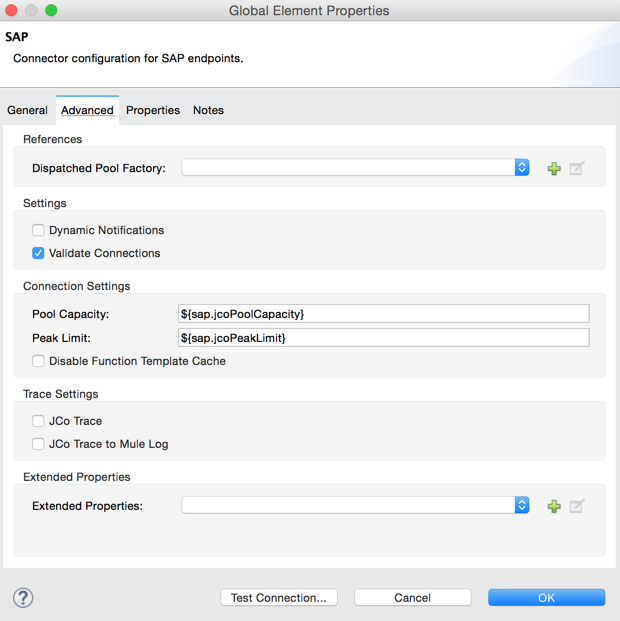 Global Element Properties
SAP
Connector configuration for SAP endpoints.
General Advanced Properties Notes
References
Dispatched Pool Factory:
Settings
Dynamic Notifications
Validate Connections
Connection Settings
Pool Capacity: ${sap.jcoPoolCapacity}
Peak Limit: ${sap.jcoPeakLimit}
Disable Function Template Cache
Trace Settings
JCo Trace
JCo Trace to Mule Log
Extended Properties
Extended Properties:
? Test Connection... Cancel OK